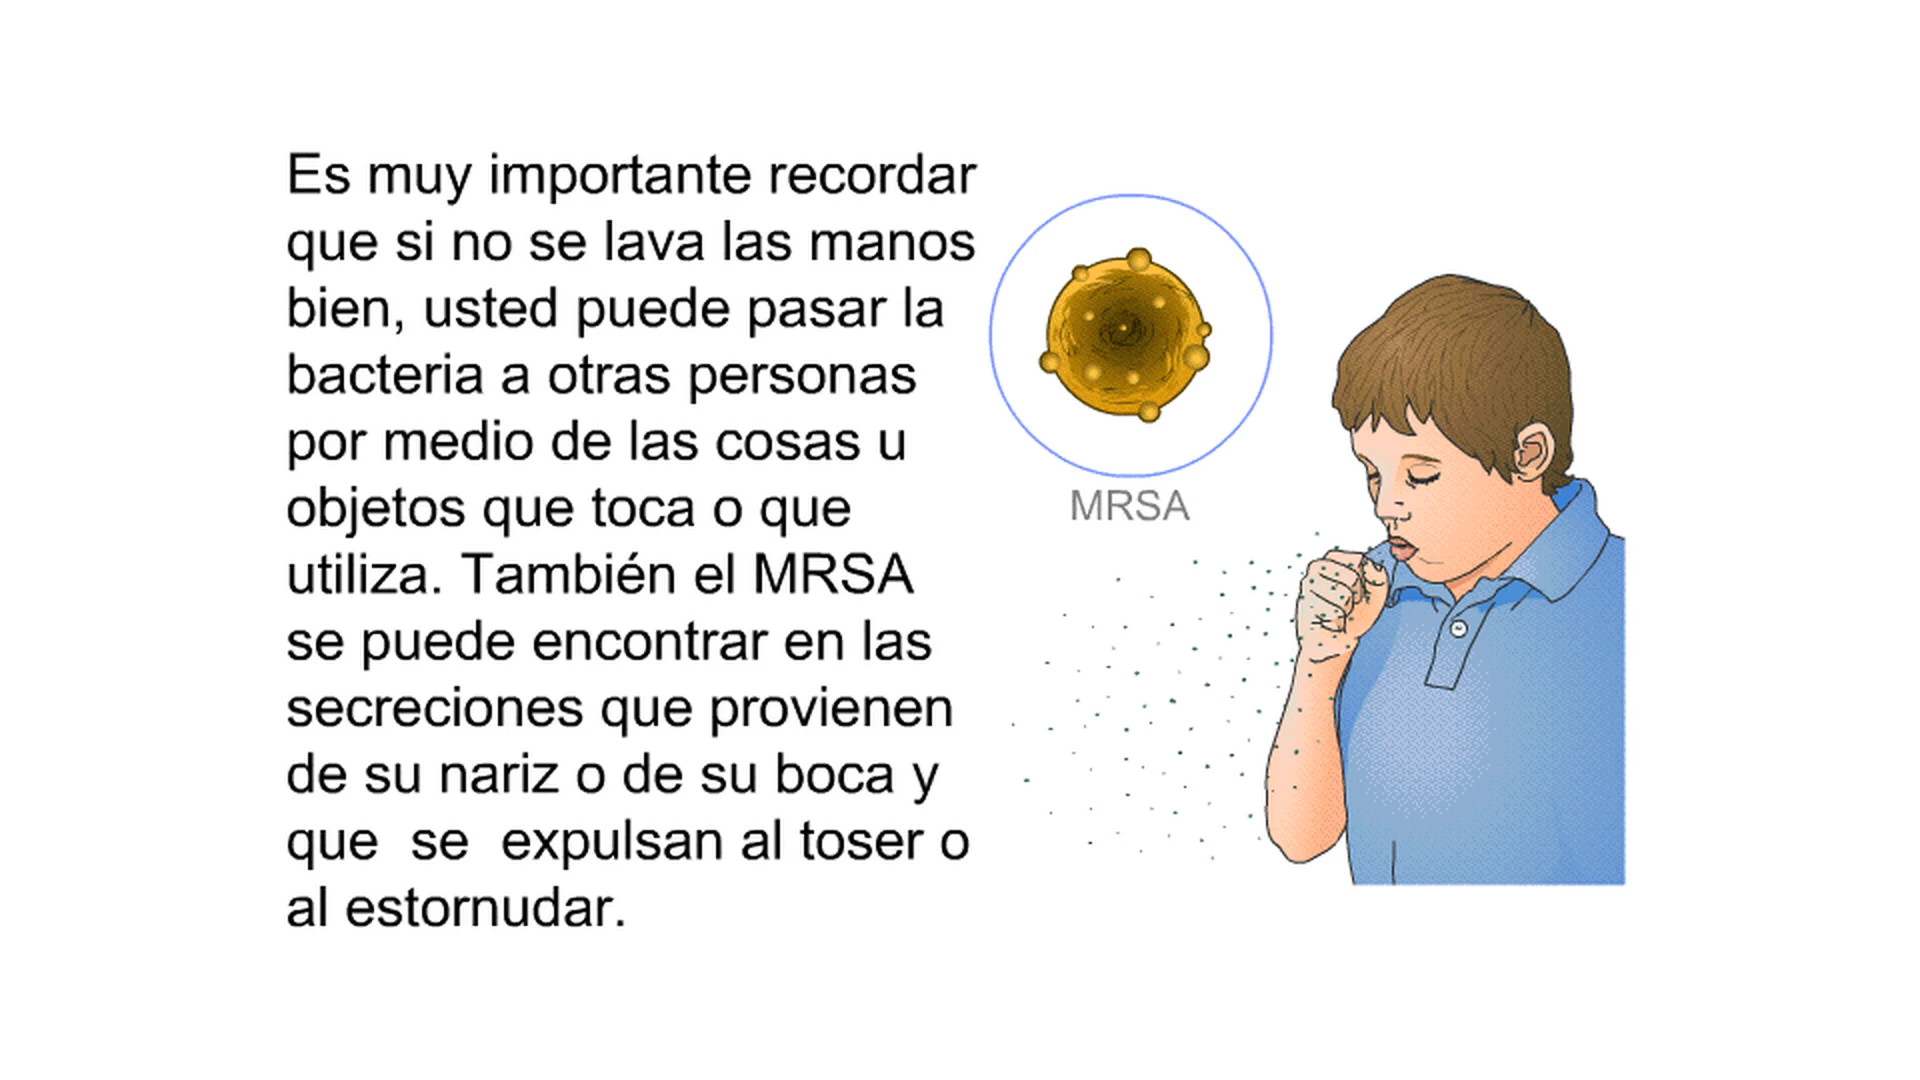 Es muy importante recordar
que si no se lava las manos
bien, usted puede pasar la
bacteria a otras personas
por medio de las cosas u
objetos que toca o que
utiliza. También el MRSA
se puede encontrar en las
secreciones que provienen
de su nariz o de su boca y
que se expulsan al toser o
al estornudar.
MRSA